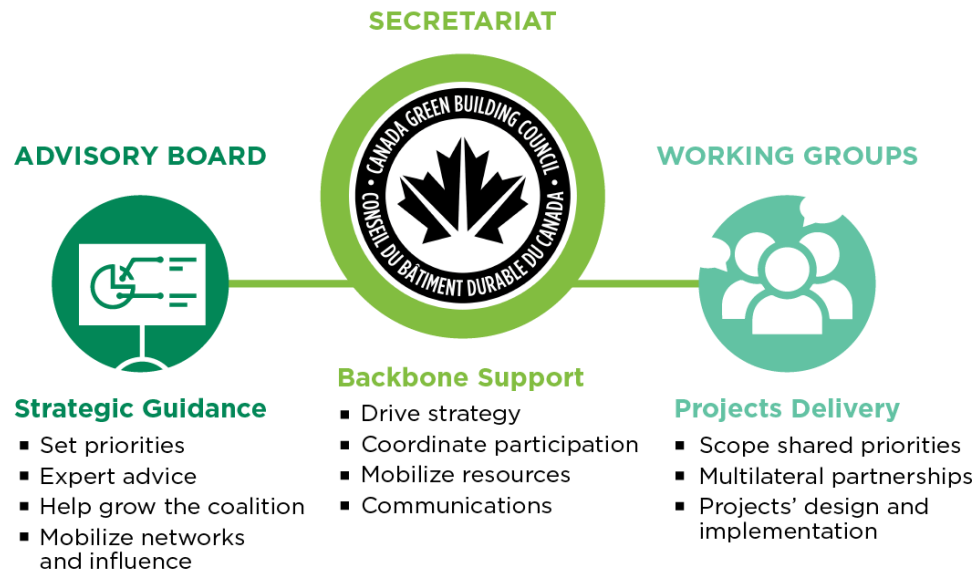 SECRETARIAT
CANADA GREEN BUILDING COUNCIL •
CONSEIL DU BÂTIMENT DURABLE DU CANADA •
ADVISORY BOARD
Strategic Guidance
▪ Set priorities
▪ Expert advice
▪ Help grow the coalition
▪ Mobilize networks
and influence
Backbone Support
▪ Drive strategy
▪ Coordinate participation
▪ Mobilize resources
▪ Communications
WORKING GROUPS
Projects Delivery
▪ Scope shared priorities
▪ Multilateral partnerships
▪ Projects’ design and
implementation